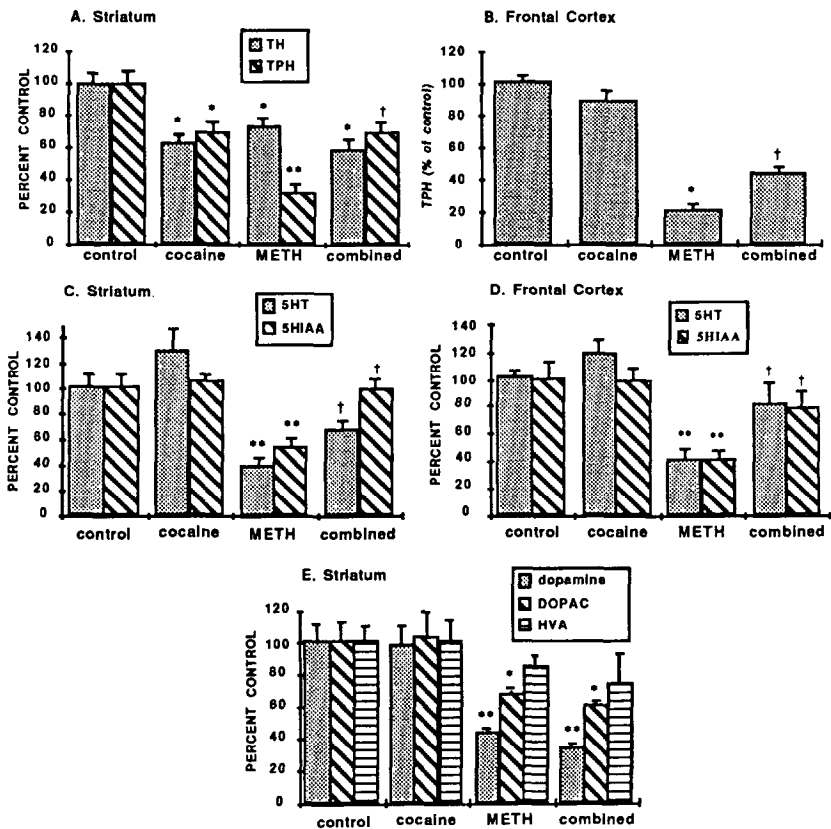 A. Striatum
TH
TPH
PERCENT CONTROL
120
100
80
60
40
20
0
* * * ** * †
control cocaine METH combined
B. Frontal Cortex
TPH (% of control)
120
100
80
60
40
20
0
* †
control cocaine METH combined
C. Striatum
5HT
5HIAA
PERCENT CONTROL
140
120
100
80
60
40
20
0
** ** † †
control cocaine METH combined
D. Frontal Cortex
5HT
5HIAA
PERCENT CONTROL
140
120
100
80
60
40
20
0
** ** † †
control cocaine METH combined
E. Striatum
dopamine
DOPAC
HVA
PERCENT CONTROL
120
100
80
60
40
20
0
** * ** *
control cocaine METH combined